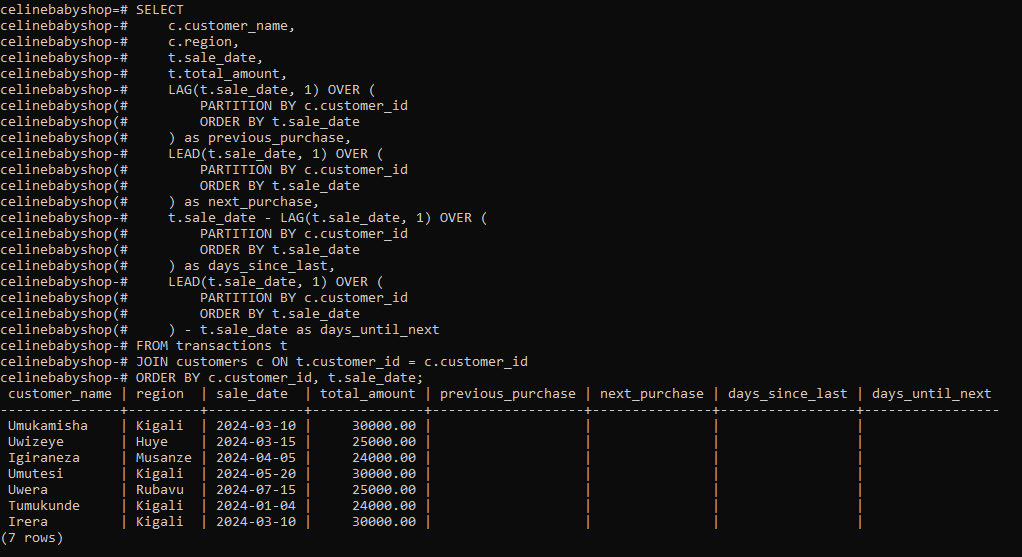 celinebabyshop=# SELECT
celinebabyshop-#     c.customer_name,
celinebabyshop-#     c.region,
celinebabyshop-#     t.sale_date,
celinebabyshop-#     t.total_amount,
celinebabyshop-#     LAG(t.sale_date, 1) OVER (
celinebabyshop(#         PARTITION BY c.customer_id
celinebabyshop(#         ORDER BY t.sale_date
celinebabyshop(#     ) as previous_purchase,
celinebabyshop-#     LEAD(t.sale_date, 1) OVER (
celinebabyshop(#         PARTITION BY c.customer_id
celinebabyshop(#         ORDER BY t.sale_date
celinebabyshop(#     ) as next_purchase,
celinebabyshop-#     t.sale_date - LAG(t.sale_date, 1) OVER (
celinebabyshop(#         PARTITION BY c.customer_id
celinebabyshop(#         ORDER BY t.sale_date
celinebabyshop(#     ) as days_since_last,
celinebabyshop-#     LEAD(t.sale_date, 1) OVER (
celinebabyshop(#         PARTITION BY c.customer_id
celinebabyshop(#         ORDER BY t.sale_date
celinebabyshop(#     ) - t.sale_date as days_until_next
celinebabyshop-# FROM transactions t
celinebabyshop-# JOIN customers c ON t.customer_id = c.customer_id
celinebabyshop-# ORDER BY c.customer_id, t.sale_date;
 customer_name | region  | sale_date  | total_amount | previous_purchase | next_purchase | days_since_last | days_until_next
---------------+---------+------------+--------------+-------------------+---------------+-----------------+-----------------
 Umukamisha    | Kigali  | 2024-03-10 |     30000.00 |                   |               |                 |
 Uwizeye       | Huye    | 2024-03-15 |     25000.00 |                   |               |                 |
 Igiraneza     | Musanze | 2024-04-05 |     24000.00 |                   |               |                 |
 Umutesi       | Kigali  | 2024-05-20 |     30000.00 |                   |               |                 |
 Uwera         | Rubavu  | 2024-07-15 |     25000.00 |                   |               |                 |
 Tumukunde     | Kigali  | 2024-01-04 |     24000.00 |                   |               |                 |
 Irera         | Kigali  | 2024-03-10 |     30000.00 |                   |               |                 |
(7 rows)